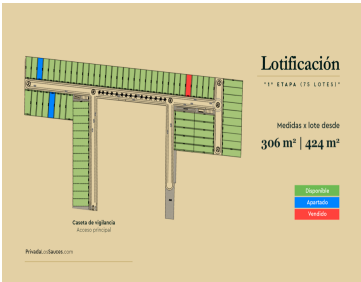 Lotificación
"1ª ETAPA (75 LOTES)"
Medidas x lote desde
306 m² | 424 m²
Disponible
Apartado
Vendido
Caseta de vigilancia
Acceso principal
PrivadaLosSauces.com